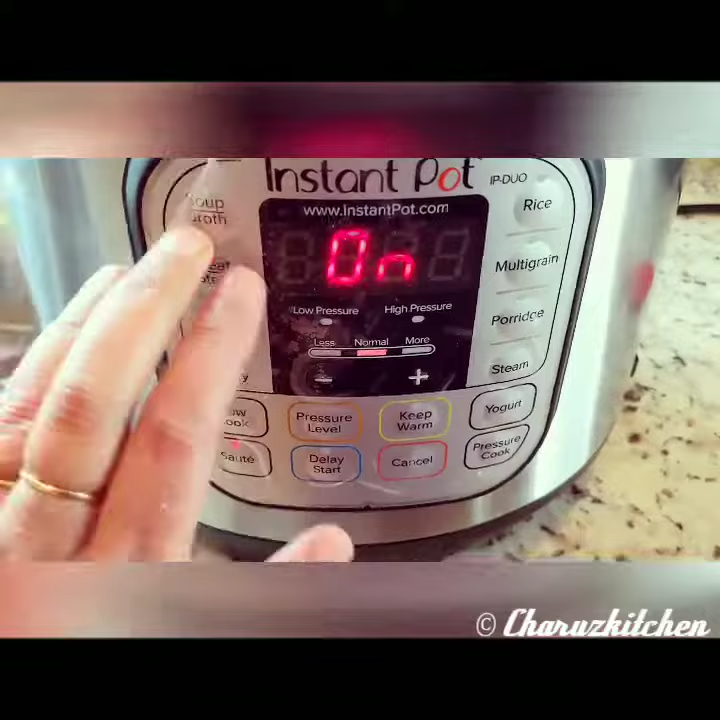 Instant Pot IP-DUO
www.InstantPot.com
On
Low Pressure High Pressure
Less Normal More
− +
Rice
Multigrain
Porridge
Steam
Pressure Level
Keep Warm
Yogurt
Sauté
Delay Start
Cancel
Pressure Cook
© Charuzkitchen